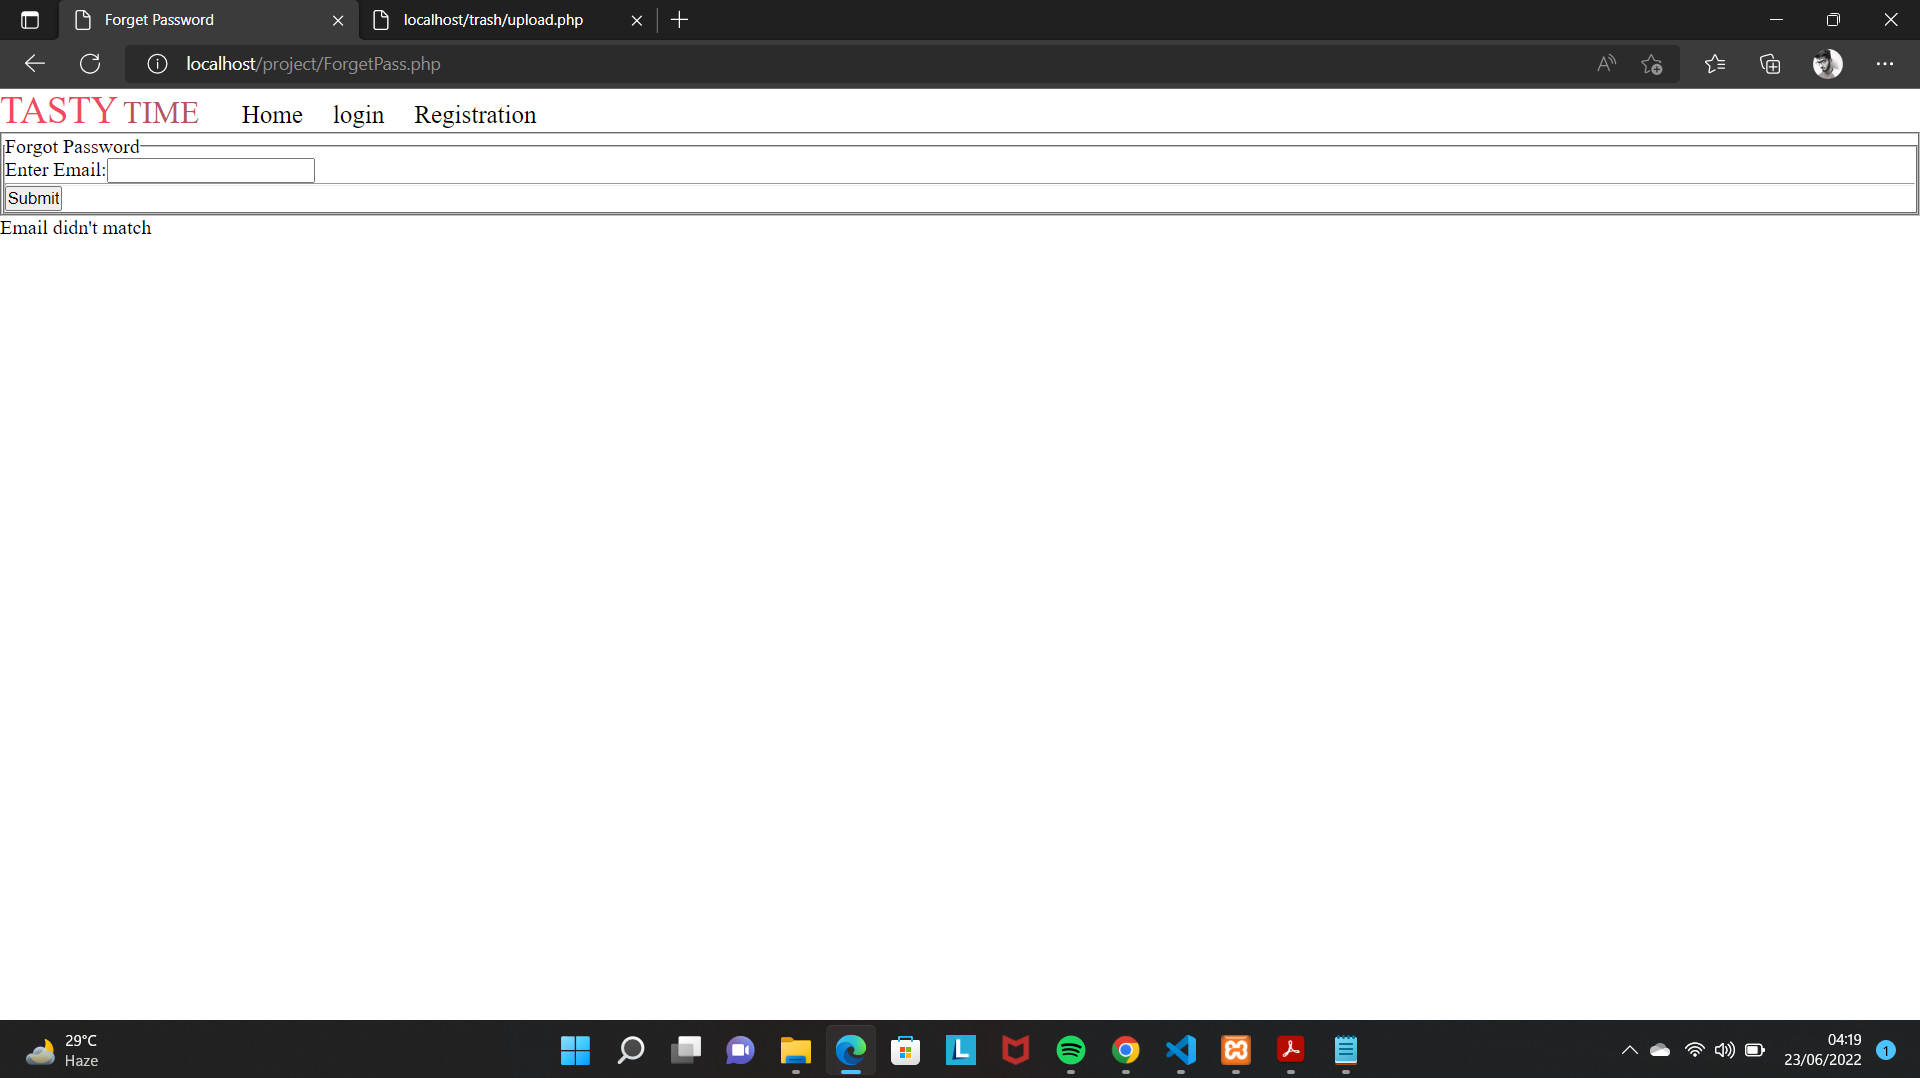 Forget Password
localhost/trash/upload.php
localhost/project/ForgetPass.php
TASTY TIME Home login Registration
Forgot Password
Enter Email:
Submit
Email didn't match
29°C
Haze
04:19
23/06/2022
1